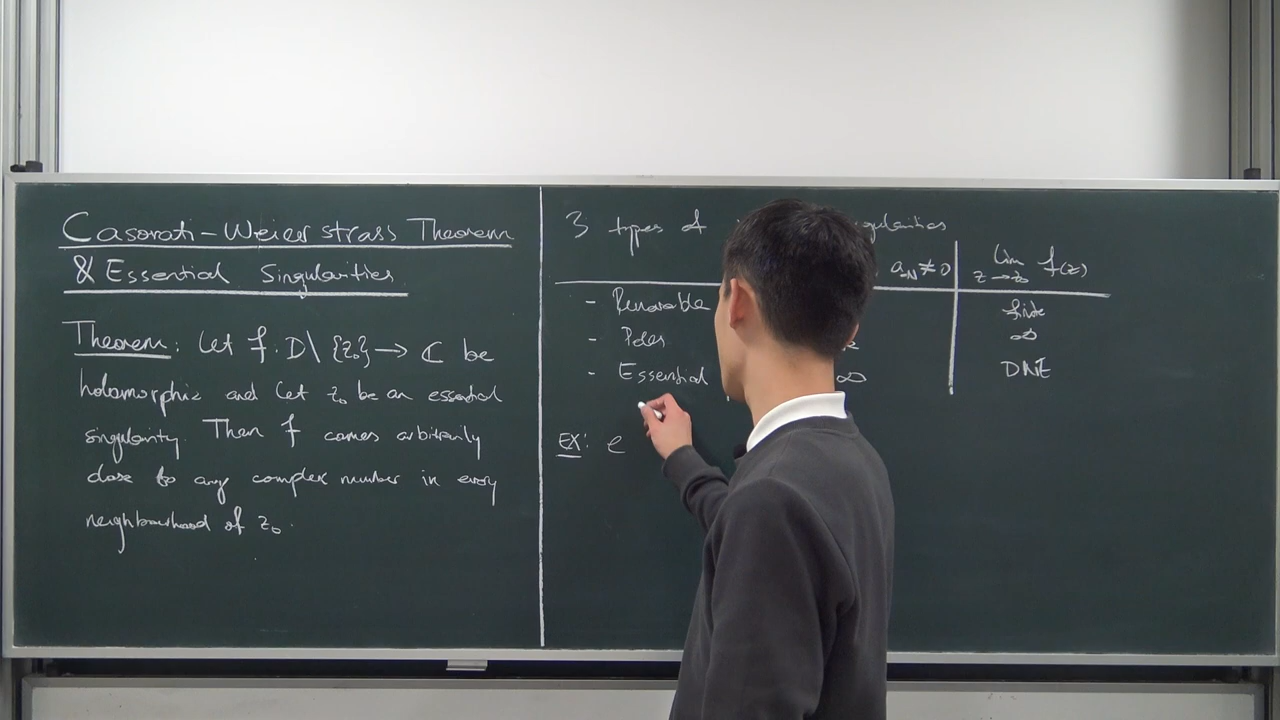 Casorati-Weierstrass Theorem
& Essential Singularities
Theorem: Let f: D\{z₀} → ℂ be
holomorphic and let z₀ be an essential
singularity. Then f comes arbitrarily
close to any complex number in every
neighbourhood of z₀.
3 types of gularities
a₋N ≠ 0 lim z→z₀ f(z)
- Removable finite
- Poles ∞
- Essential ∞ DNE
EX: e